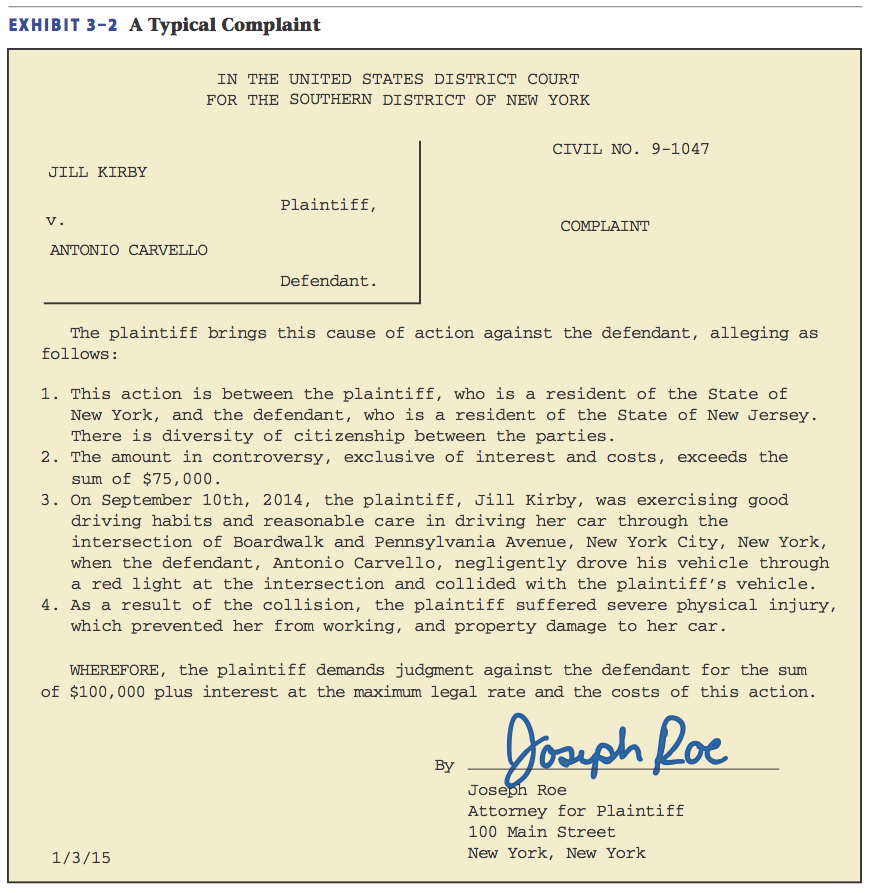 EXHIBIT 3–2 A Typical Complaint
IN THE UNITED STATES DISTRICT COURT
FOR THE SOUTHERN DISTRICT OF NEW YORK
CIVIL NO. 9-1047
JILL KIRBY
Plaintiff,
v.
COMPLAINT
ANTONIO CARVELLO
Defendant.
The plaintiff brings this cause of action against the defendant, alleging as
follows:
1. This action is between the plaintiff, who is a resident of the State of
New York, and the defendant, who is a resident of the State of New Jersey.
There is diversity of citizenship between the parties.
2. The amount in controversy, exclusive of interest and costs, exceeds the
sum of $75,000.
3. On September 10th, 2014, the plaintiff, Jill Kirby, was exercising good
driving habits and reasonable care in driving her car through the
intersection of Boardwalk and Pennsylvania Avenue, New York City, New York,
when the defendant, Antonio Carvello, negligently drove his vehicle through
a red light at the intersection and collided with the plaintiff's vehicle.
4. As a result of the collision, the plaintiff suffered severe physical injury,
which prevented her from working, and property damage to her car.
WHEREFORE, the plaintiff demands judgment against the defendant for the sum
of $100,000 plus interest at the maximum legal rate and the costs of this action.
By Joseph Roe
Joseph Roe
Attorney for Plaintiff
100 Main Street
New York, New York
1/3/15